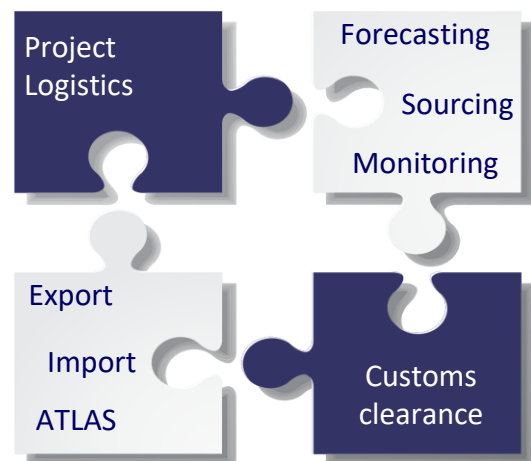 Project
Logistics
Forecasting
Sourcing
Monitoring
Export
Import
ATLAS
Customs
clearance